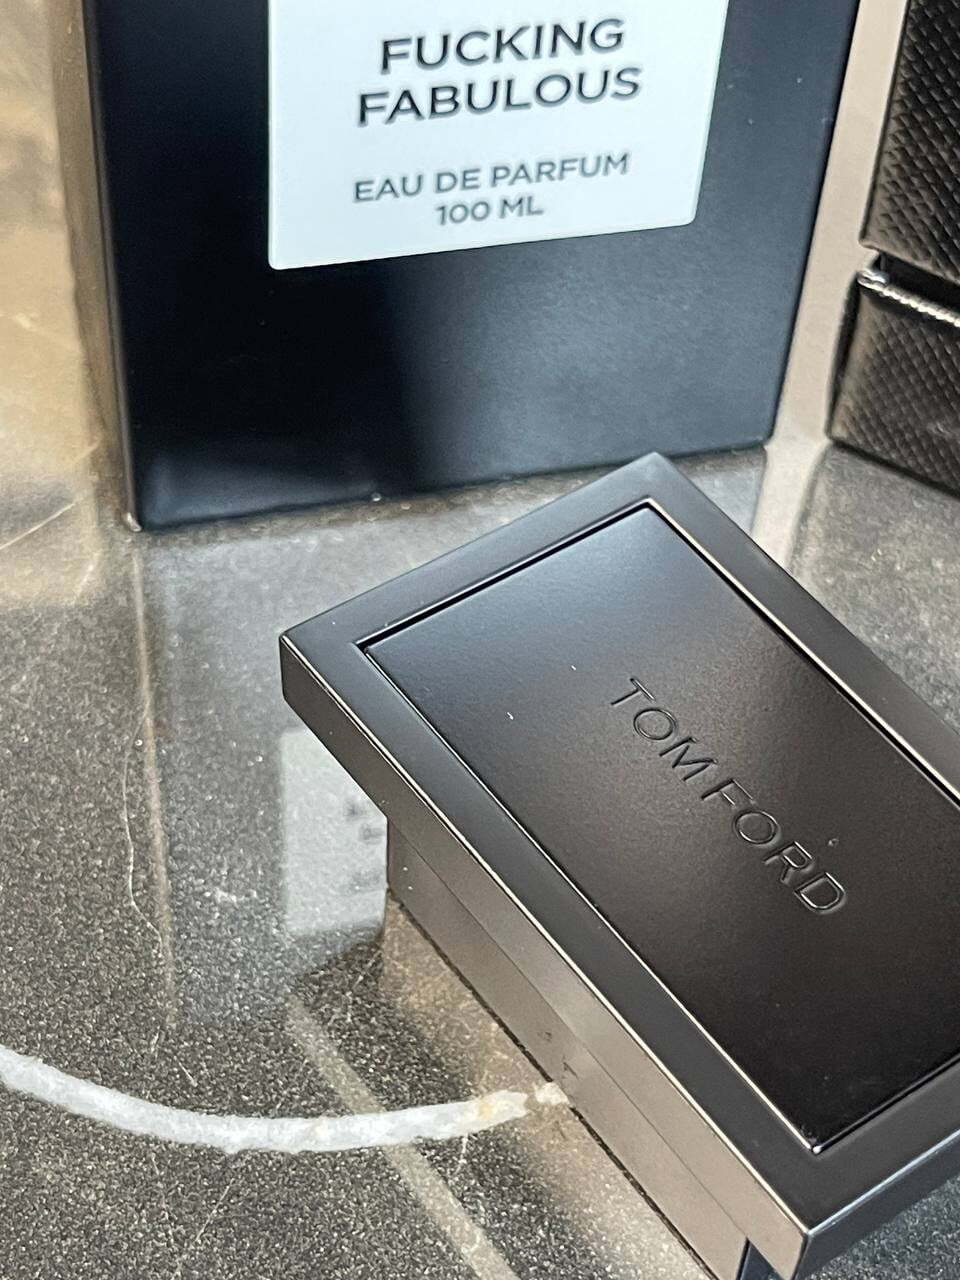 FUCKING
FABULOUS
EAU DE PARFUM
100 ML
TOM FORD